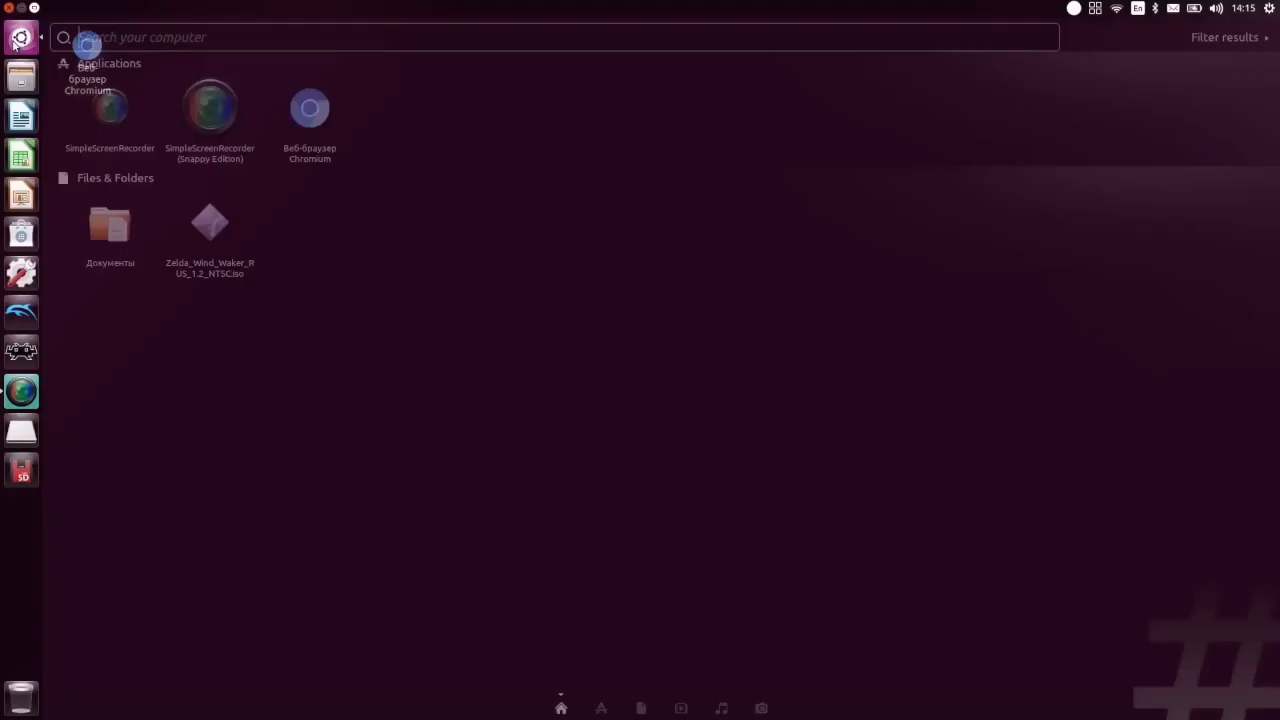 En
14:15
Search your computer
Filter results
Веб-
браузер
Chromium
Applications
SimpleScreenRecorder
SimpleScreenRecorder
(Snappy Edition)
Веб-браузер
Chromium
Files & Folders
Документы
Zelda_Wind_Waker_R
US_1.2_NTSC.iso
SD
#